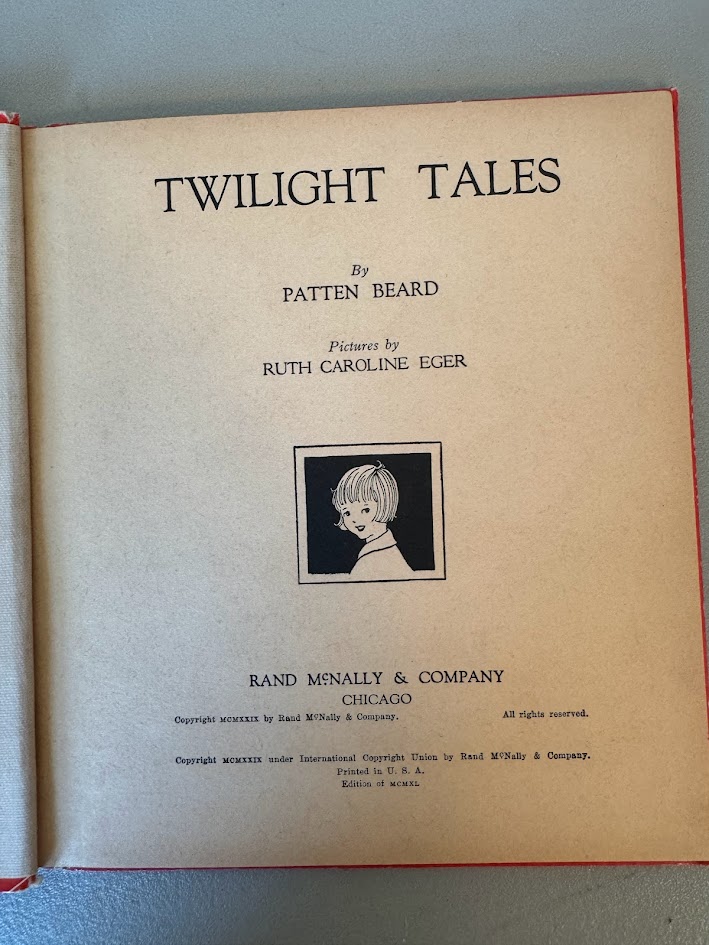 TWILIGHT TALES
By
PATTEN BEARD
Pictures by
RUTH CAROLINE EGER
RAND MCNALLY & COMPANY
CHICAGO
Copyright MCMXXIX by Rand McNally & Company. All rights reserved.
Copyright MCMXXIX under International Copyright Union by Rand McNally & Company.
Printed in U. S. A.
Edition of MCMXL